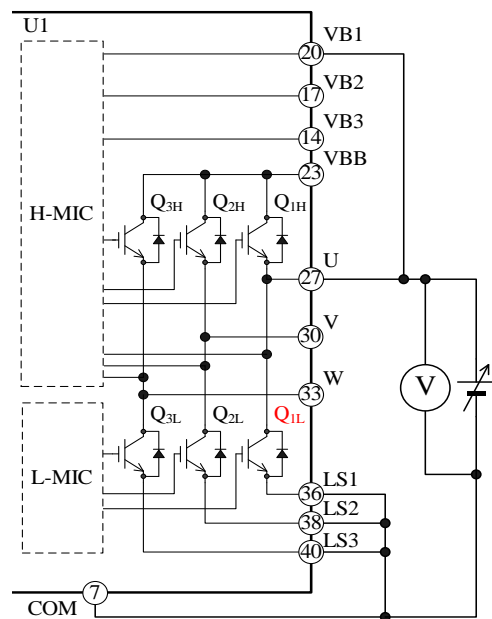 U1
VB1
20
VB2
17
VB3
14
VBB
23
H-MIC
Q3H
Q2H
Q1H
U
27
V
30
W
33
V
Q3L
Q2L
Q1L
L-MIC
LS1
36
LS2
38
LS3
40
7
COM